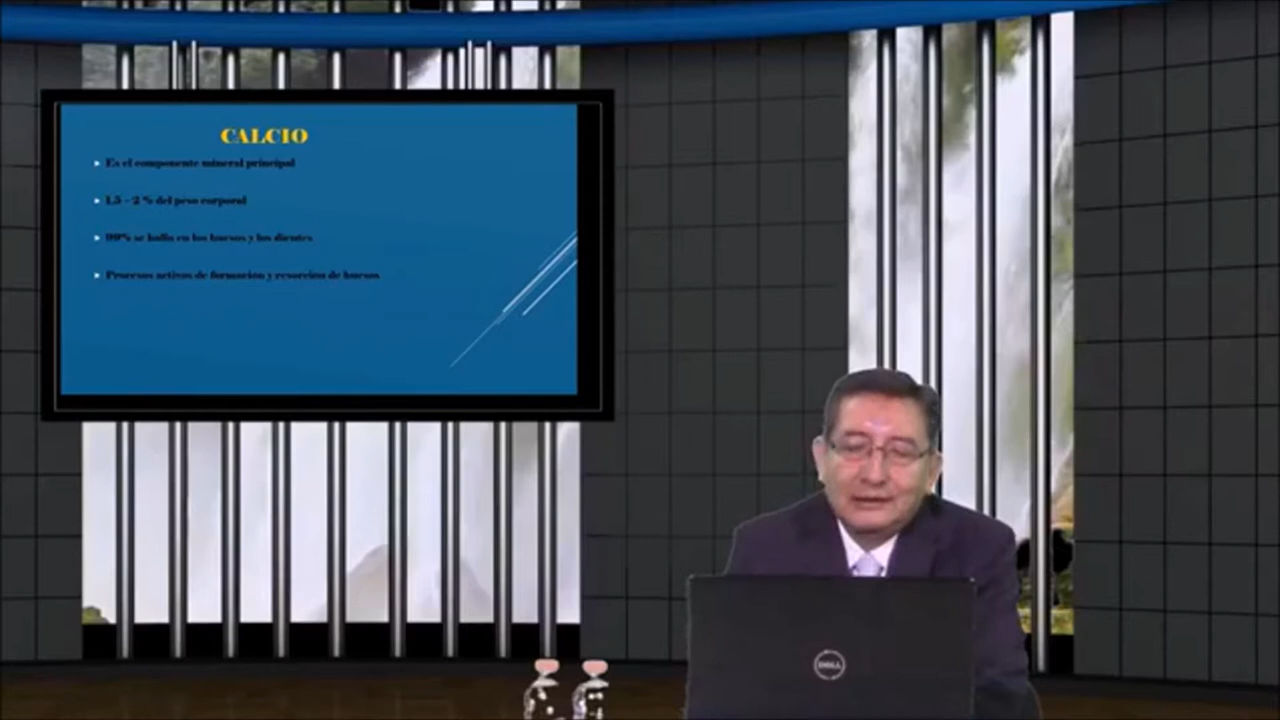 CALCIO
Es el componente mineral principal
1,5 – 2 % del peso corporal
99% se halla en los huesos y los dientes
Procesos activos de formación y resorción de huesos
DELL